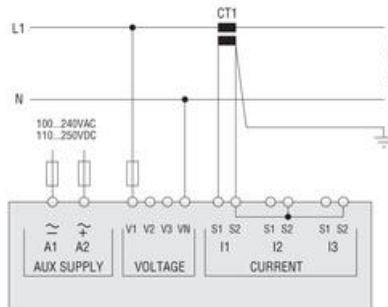 CT1
L1
N
100...240VAC
110...250VDC
V1 V2 V3 VN S1 S2 S1 S2 S1 S2
A1 A2 I1 I2 I3
AUX SUPPLY VOLTAGE CURRENT